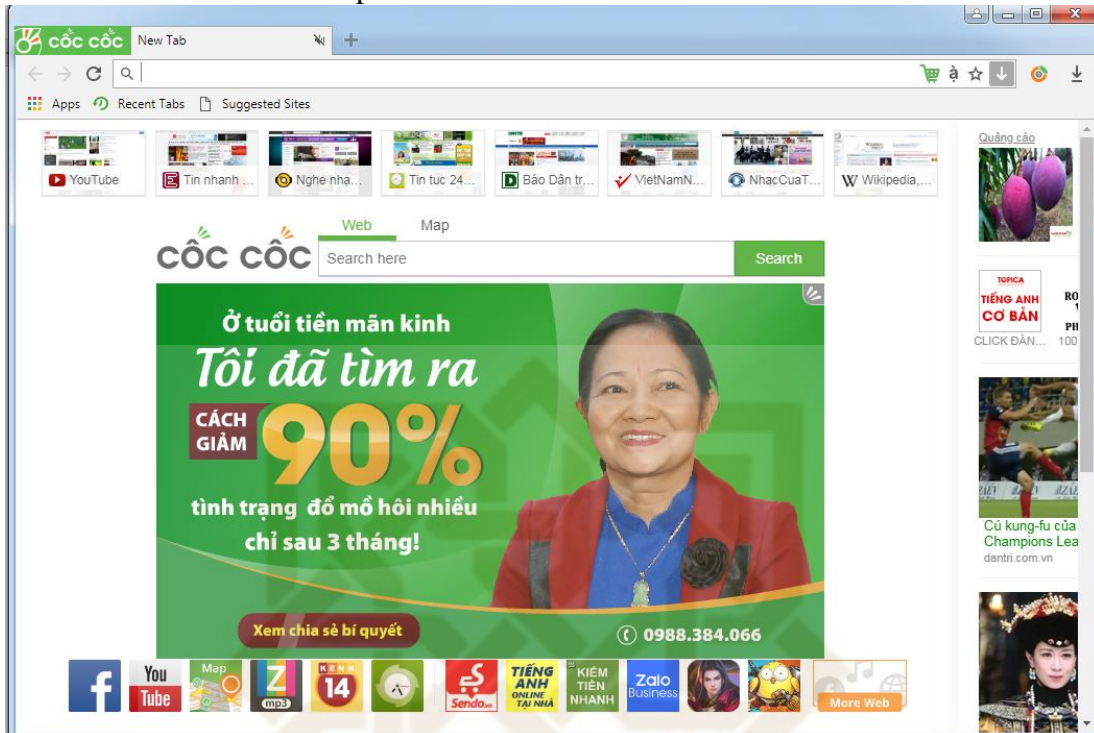 cốc cốc New Tab
Apps Recent Tabs Suggested Sites
YouTube Tin nhanh ... Nghe nha... Tin tuc 24... Báo Dân tr... VietNamN... NhacCuaT... Wikipedia,...
Quảng cáo
Web Map
cốc cốc Search here Search
Ở tuổi tiền mãn kinh
Tôi đã tìm ra
CÁCH
GIẢM
90%
tình trạng đổ mồ hôi nhiều
chỉ sau 3 tháng!
Xem chia sẻ bí quyết
0988.384.066
TOPICA
TIẾNG ANH
CƠ BẢN
CLICK ĐĂN... 100
RO
PH
Cú kung-fu của
Champions Lea
dantri.com.vn
You
Tube
Map
Z
mp3
KENH
14
S
Sendo.vn
TIẾNG
ANH
ONLINE
TẠI NHÀ
KIẾM
TIỀN
NHANH
Zalo
Business
More Web